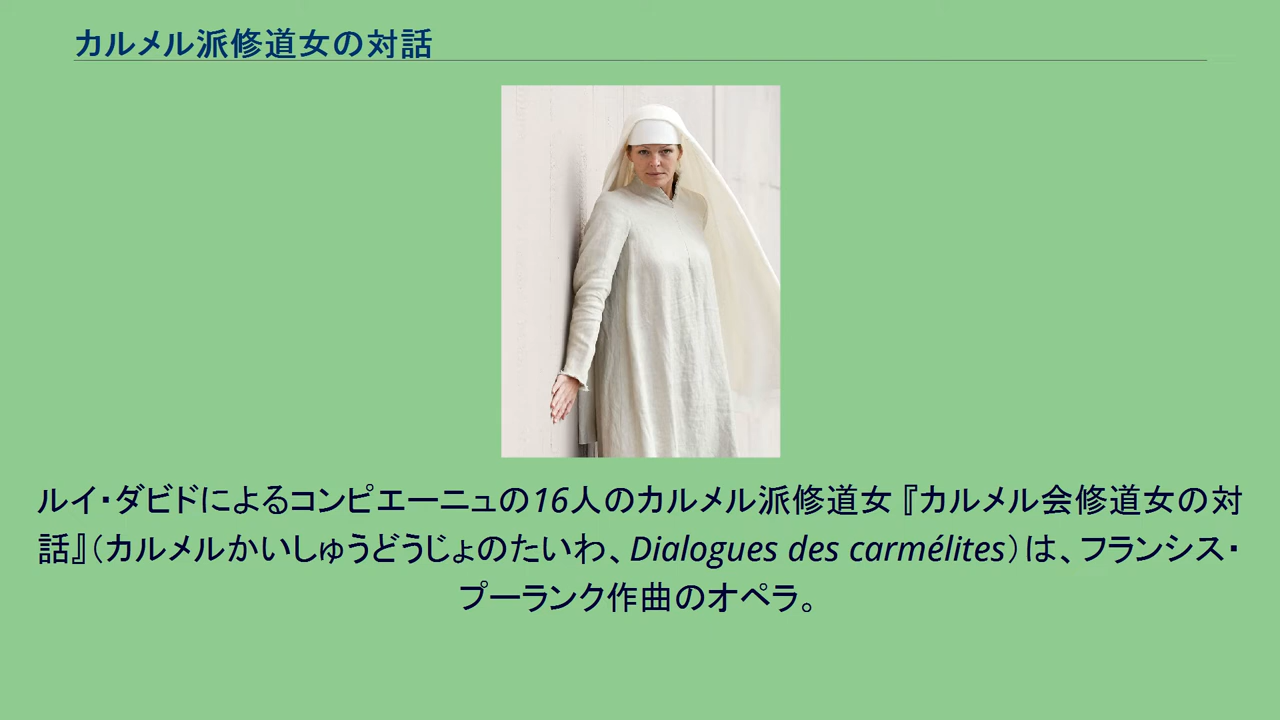 カルメル派修道女の対話
ルイ・ダビドによるコンピエーニュの16人のカルメル派修道女 『カルメル会修道女の対
話』（カルメルかいしゅうどうじょのたいわ、Dialogues des carmélites）は、フランシス・
プーランク作曲のオペラ。